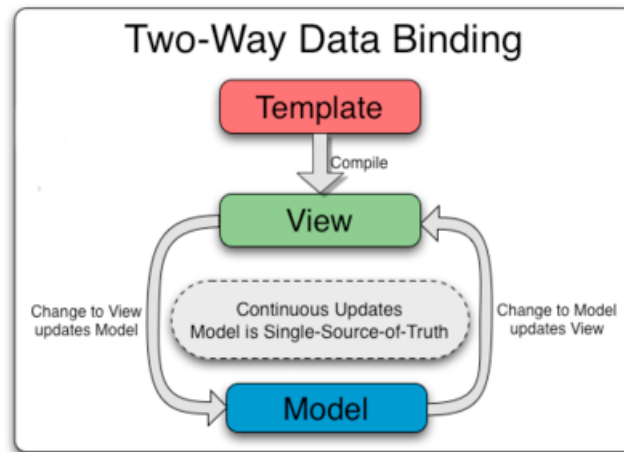 Two-Way Data Binding
Template
Compile
View
Change to View
updates Model
Continuous Updates
Model is Single-Source-of-Truth
Change to Model
updates View
Model